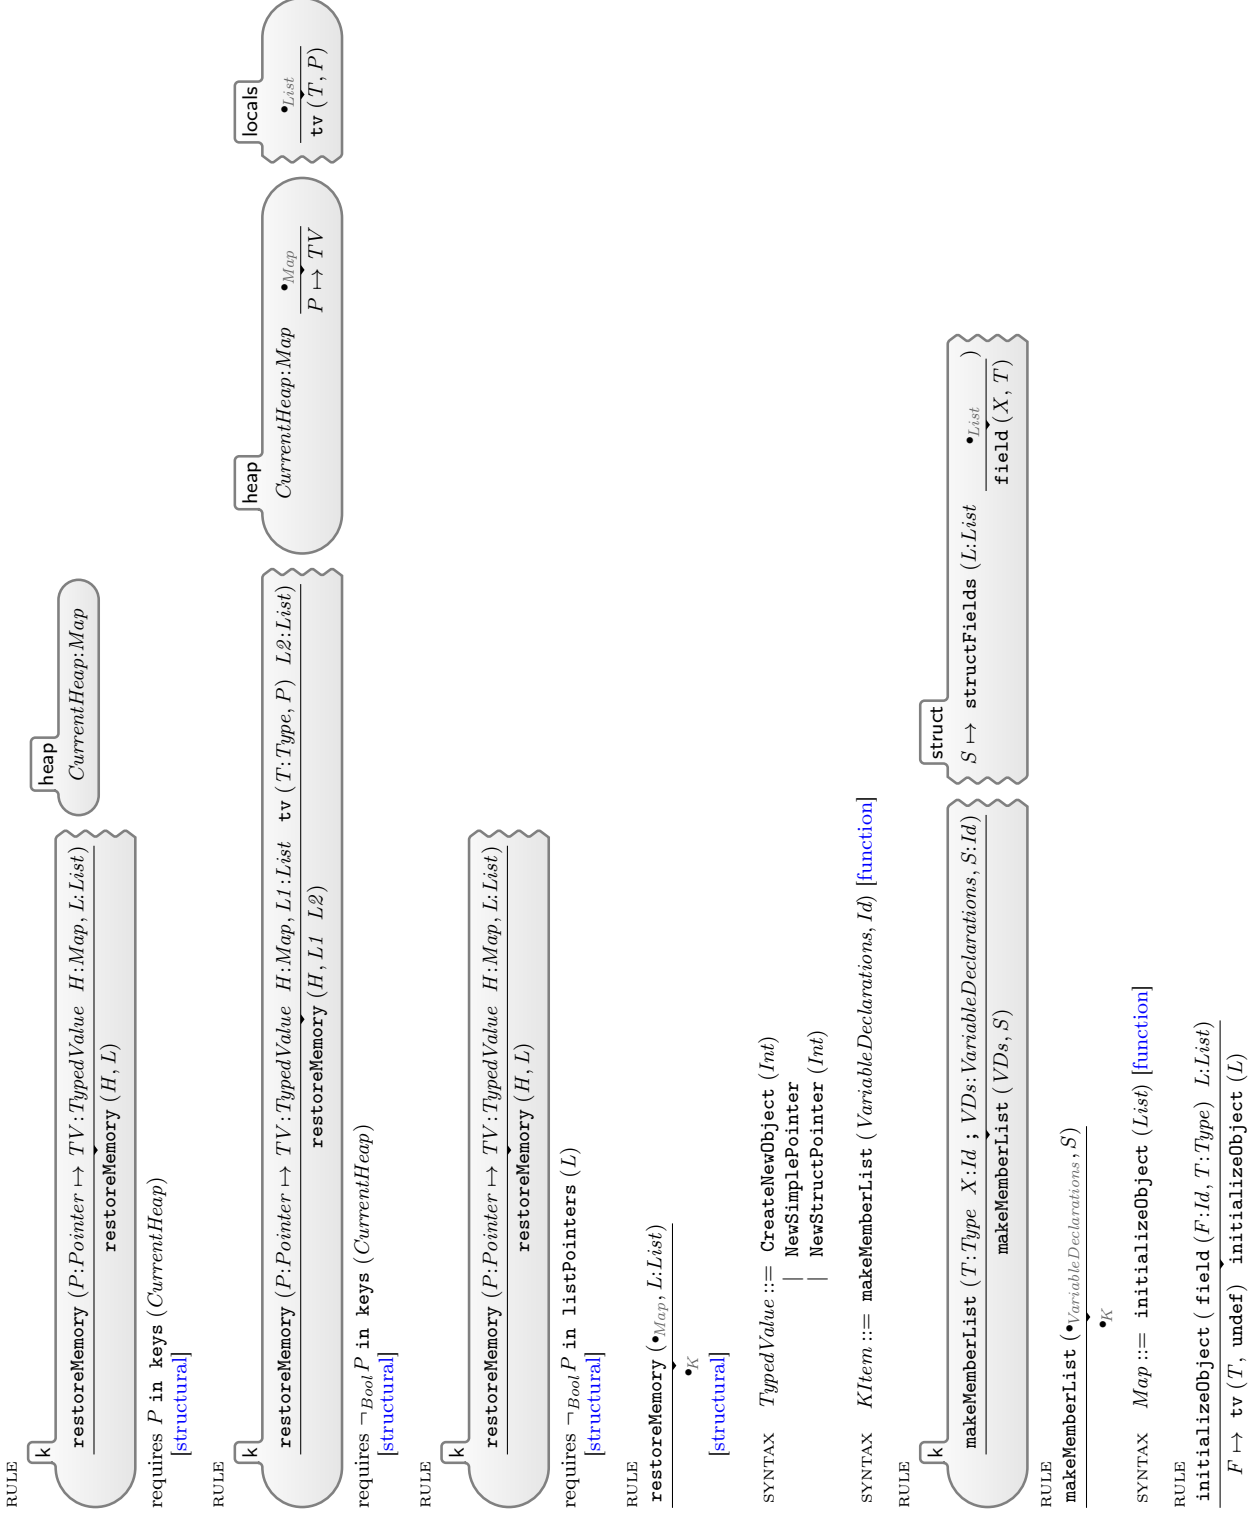 RULE
k
heap
restoreMemory (P:Pointer ↦ TV:TypedValue H:Map, L:List)
CurrentHeap:Map
restoreMemory (H, L)
requires P in keys (CurrentHeap)
[structural]
RULE
k
heap
locals
restoreMemory (P:Pointer ↦ TV:TypedValue H:Map, L1:List tv (T:Type, P) L2:List)
CurrentHeap:Map
•Map
•List
restoreMemory (H, L1 L2)
P ↦ TV
tv (T, P)
requires ¬Bool P in keys (CurrentHeap)
[structural]
RULE
k
restoreMemory (P:Pointer ↦ TV:TypedValue H:Map, L:List)
restoreMemory (H, L)
requires ¬Bool P in listPointers (L)
[structural]
RULE
restoreMemory (•Map, L:List)
•K
[structural]
SYNTAX TypedValue ::= CreateNewObject (Int)
| NewSimplePointer
| NewStructPointer (Int)
SYNTAX KItem ::= makeMemberList (VariableDeclarations, Id) [function]
RULE
k
struct
makeMemberList (T:Type X:Id ; VDs:VariableDeclarations, S:Id)
S ↦ structFields (L:List •List )
makeMemberList (VDs, S)
field (X, T)
RULE
makeMemberList (•VariableDeclarations, S)
•K
SYNTAX Map ::= initializeObject (List) [function]
RULE
initializeObject ( field (F:Id, T:Type) L:List)
F ↦ tv (T, undef) initializeObject (L)